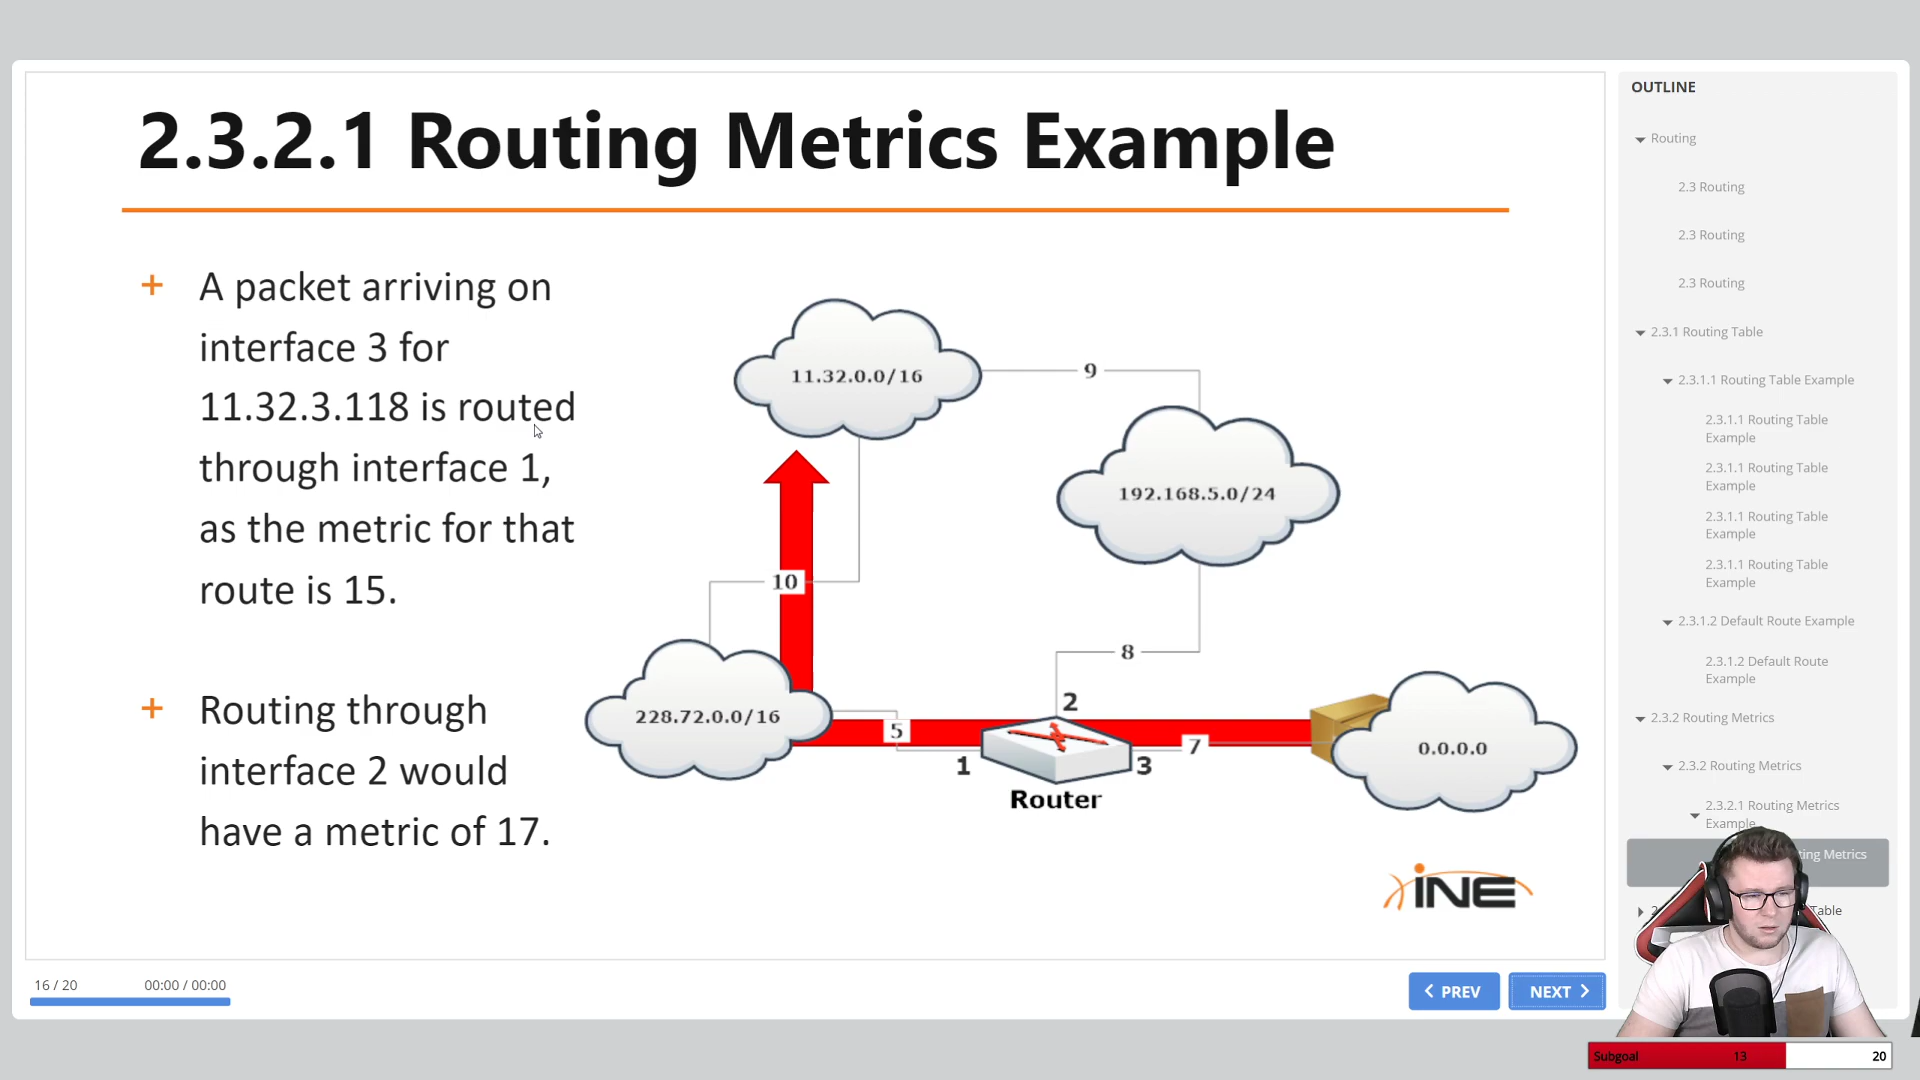 2.3.2.1 Routing Metrics Example
+ A packet arriving on
interface 3 for
11.32.3.118 is routed
through interface 1,
as the metric for that
route is 15.
+ Routing through
interface 2 would
have a metric of 17.
11.32.0.0/16
9
192.168.5.0/24
10
8
228.72.0.0/16
5
2
7
0.0.0.0
1
3
Router
iNE
16 / 20
00:00 / 00:00
PREV
NEXT
OUTLINE
Routing
2.3 Routing
2.3 Routing
2.3 Routing
2.3.1 Routing Table
2.3.1.1 Routing Table Example
2.3.1.1 Routing Table
Example
2.3.1.1 Routing Table
Example
2.3.1.1 Routing Table
Example
2.3.1.1 Routing Table
Example
2.3.1.2 Default Route Example
2.3.1.2 Default Route
Example
2.3.2 Routing Metrics
2.3.2 Routing Metrics
2.3.2.1 Routing Metrics
Example
Metrics
Table
Subgoal 13 20